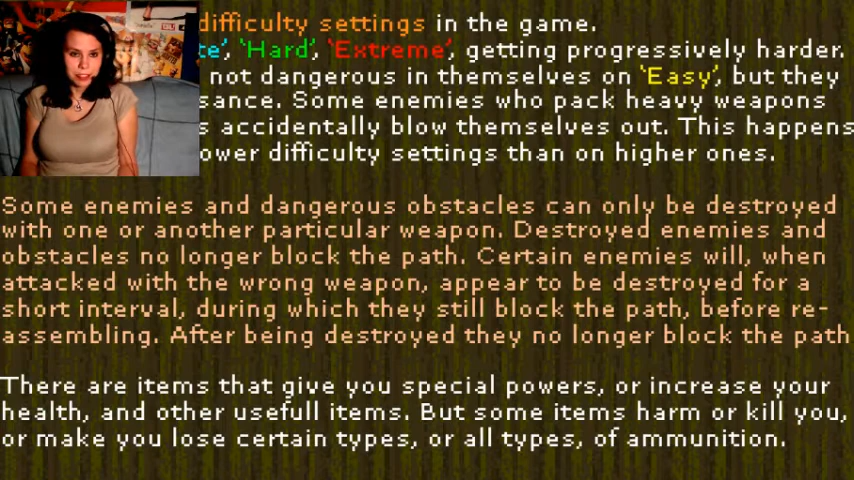 difficulty settings in the game.
te', 'Hard', 'Extreme', getting progressively harder.
not dangerous in themselves on 'Easy', but they
sance. Some enemies who pack heavy weapons
s accidentally blow themselves out. This happens
ower difficulty settings than on higher ones.
Some enemies and dangerous obstacles can only be destroyed
with one or another particular weapon. Destroyed enemies and
obstacles no longer block the path. Certain enemies will, when
attacked with the wrong weapon, appear to be destroyed for a
short interval, during which they still block the path, before re-
assembling. After being destroyed they no longer block the path
There are items that give you special powers, or increase your
health, and other usefull items. But some items harm or kill you,
or make you lose certain types, or all types, of ammunition.